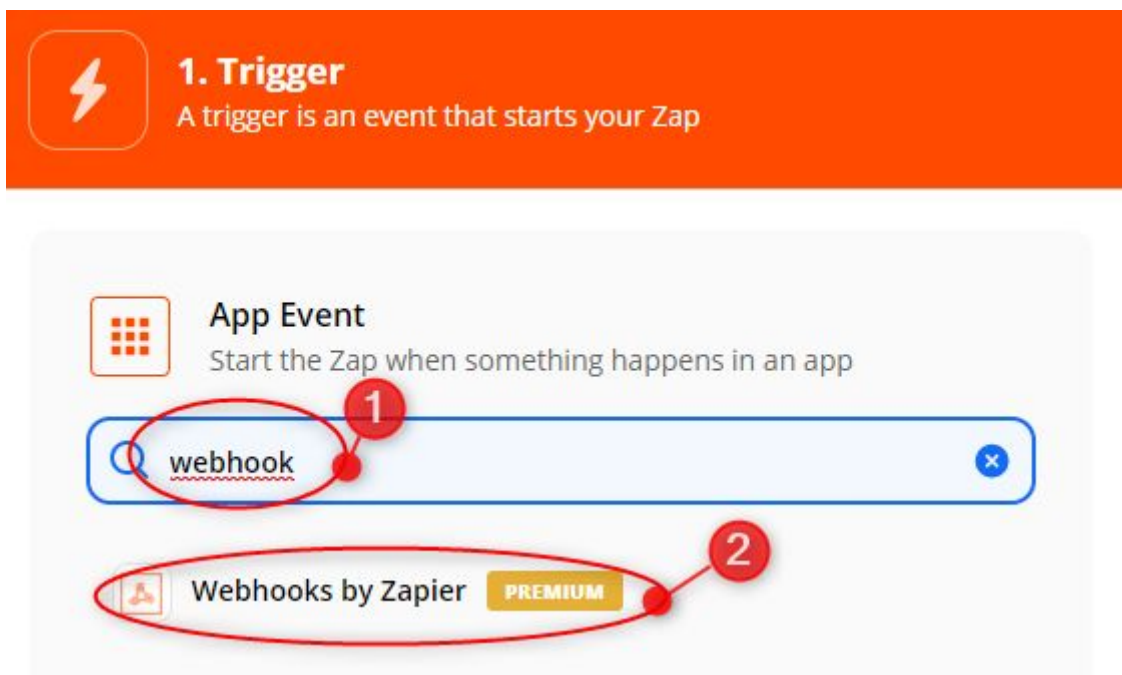 1. Trigger
A trigger is an event that starts your Zap
App Event
Start the Zap when something happens in an app
1
webhook
2
Webhooks by Zapier PREMIUM